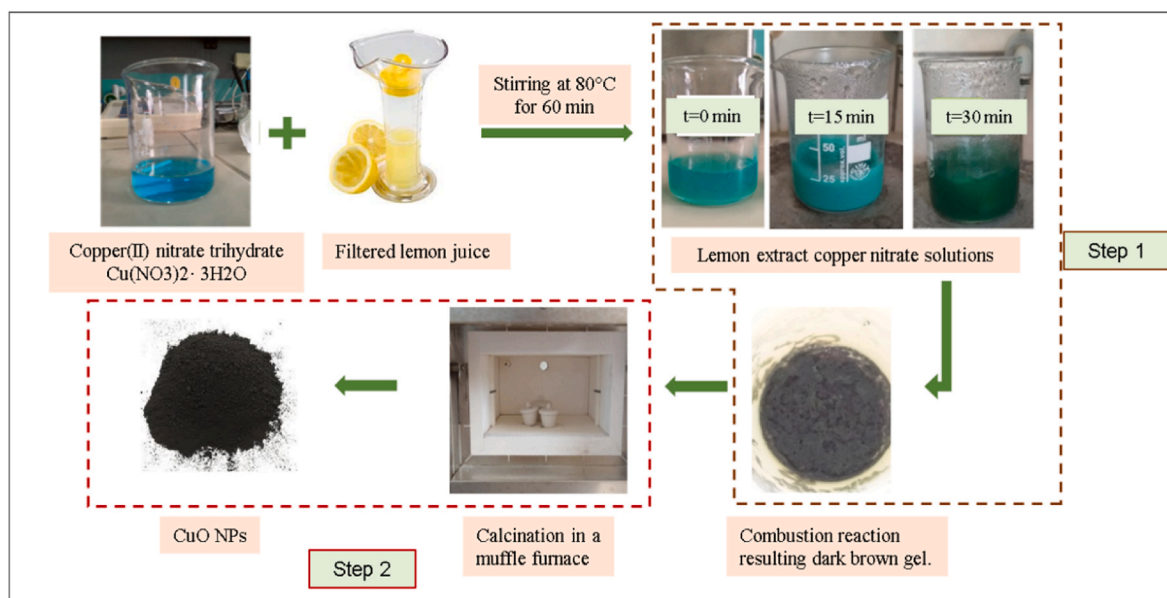 Stirring at 80°C
for 60 min
t=0 min
t=15 min
t=30 min
50
25
Copper(II) nitrate trihydrate
Cu(NO3)2· 3H2O
Filtered lemon juice
Lemon extract copper nitrate solutions
Step 1
CuO NPs
Calcination in a
muffle furnace
Combustion reaction
resulting dark brown gel.
Step 2